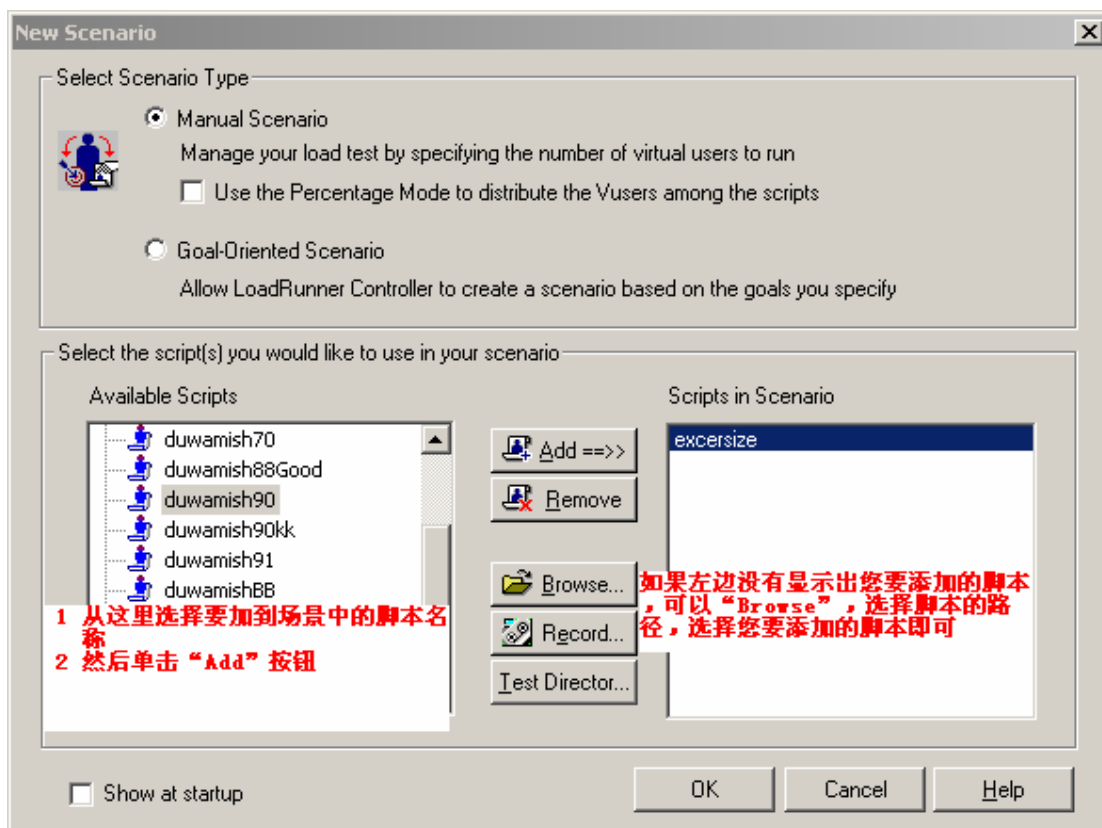 New Scenario
Select Scenario Type
Manual Scenario
Manage your load test by specifying the number of virtual users to run
Use the Percentage Mode to distribute the Vusers among the scripts
Goal-Oriented Scenario
Allow LoadRunner Controller to create a scenario based on the goals you specify
Select the script(s) you would like to use in your scenario
Available Scripts
duwamish70
duwamish88Good
duwamish90
duwamish90kk
duwamish91
duwamishBB
1 从这里选择要加到场景中的脚本名
称
2 然后单击“Add”按钮
Add ==>>
Remove
Browse...
Record...
Test Director...
Scripts in Scenario
excersize
如果左边没有显示出您要添加的脚本
，可以“Browse”，选择脚本的路
径，选择您要添加的脚本即可
Show at startup
OK
Cancel
Help